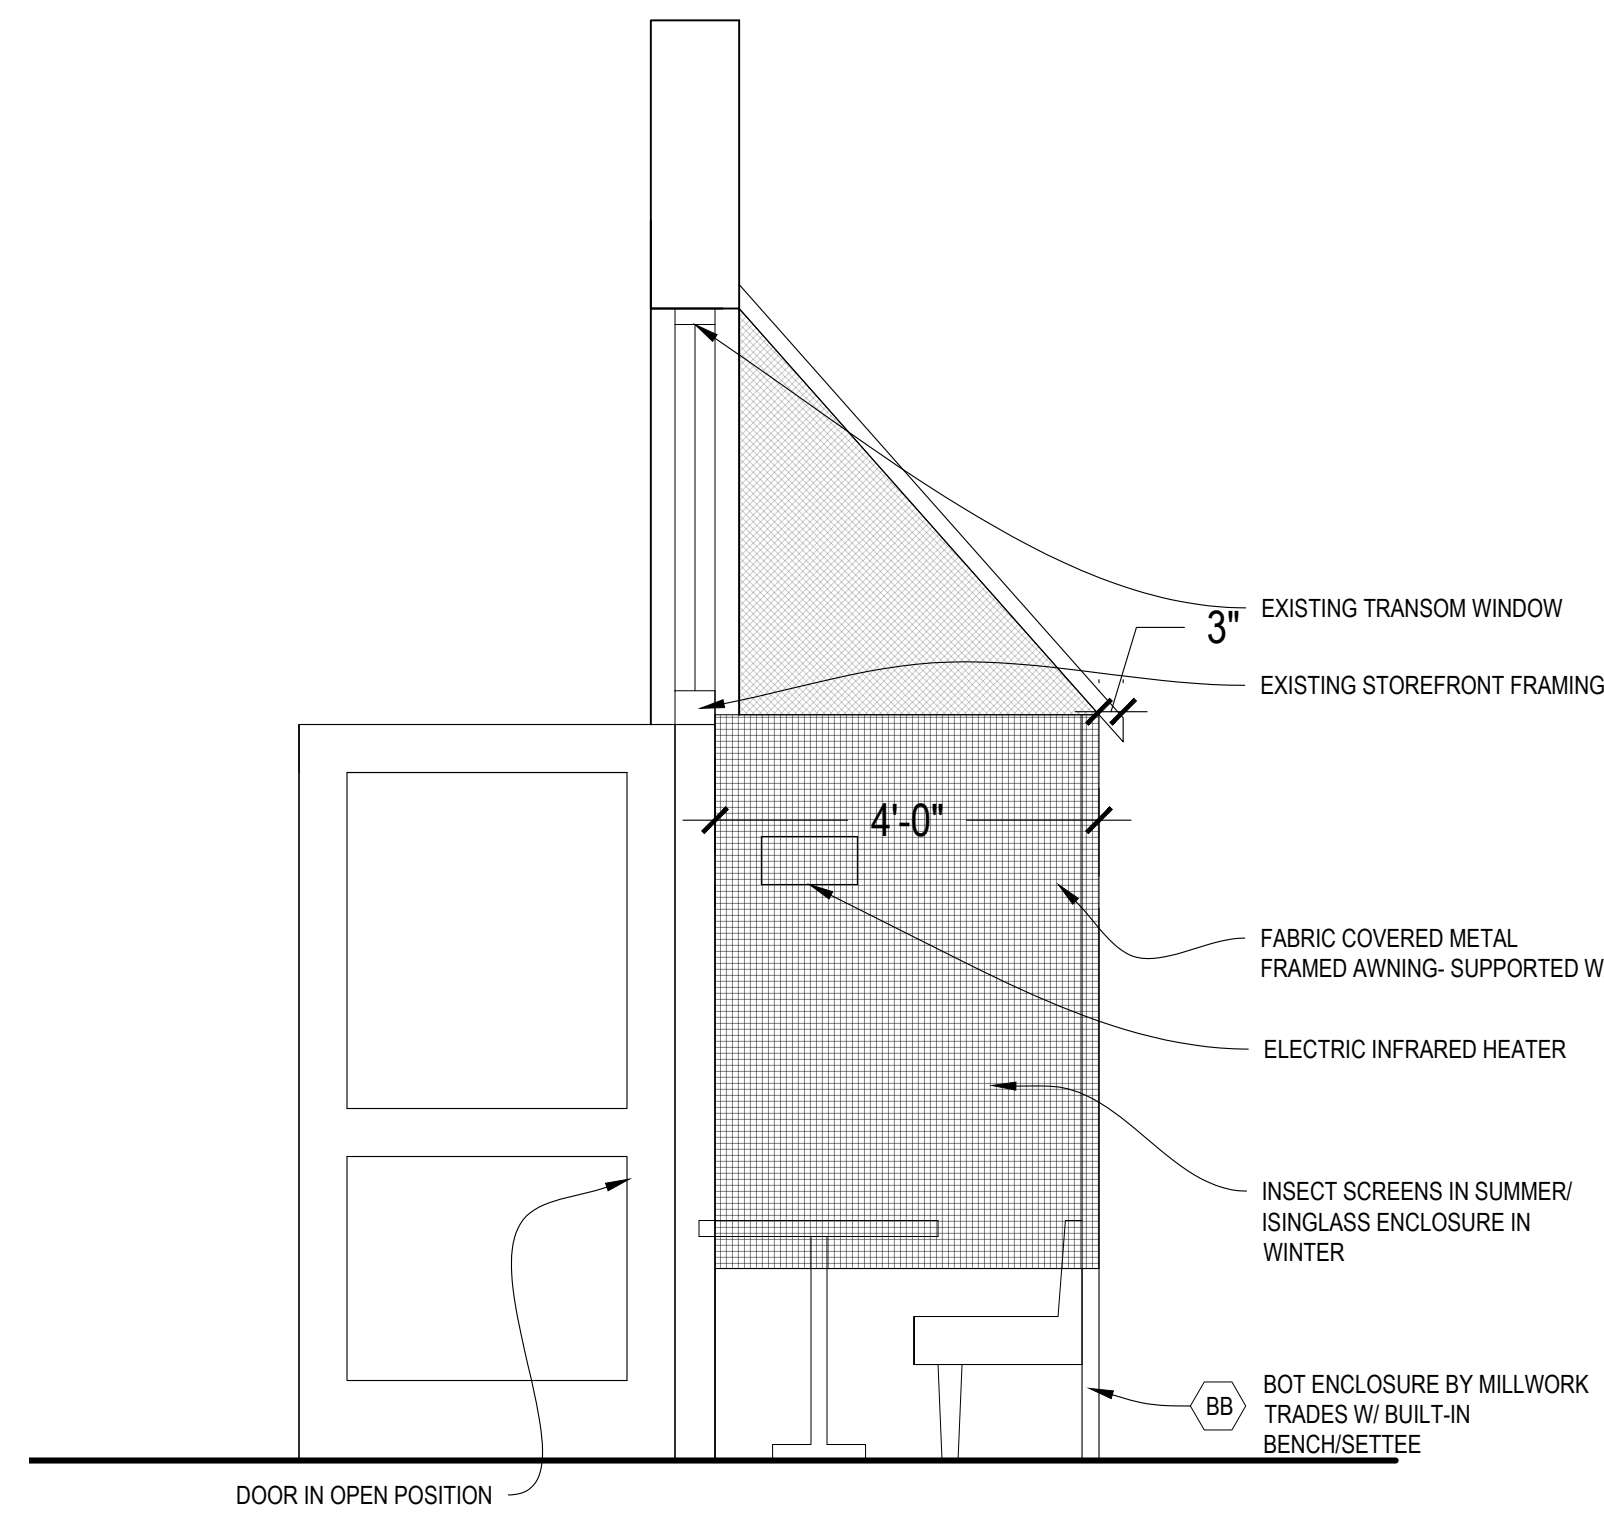 EXISTING TRANSOM WINDOW
3"
EXISTING STOREFRONT FRAMING
4'-0"
FABRIC COVERED METAL
FRAMED AWNING- SUPPORTED W
ELECTRIC INFRARED HEATER
INSECT SCREENS IN SUMMER/
ISINGLASS ENCLOSURE IN
WINTER
BB
BOT ENCLOSURE BY MILLWORK
TRADES W/ BUILT-IN
BENCH/SETTEE
DOOR IN OPEN POSITION